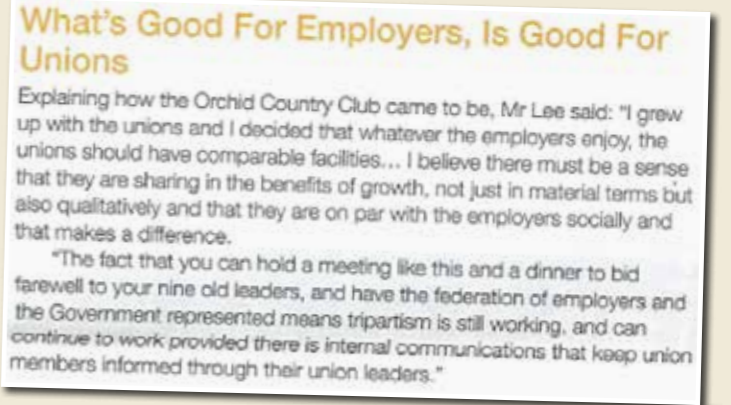 What's Good For Employers, Is Good For
Unions
Explaining how the Orchid Country Club came to be, Mr Lee said: "I grew
up with the unions and I decided that whatever the employers enjoy, the
unions should have comparable facilities... I believe there must be a sense
that they are sharing in the benefits of growth, not just in material terms but
also qualitatively and that they are on par with the employers socially and
that makes a difference.
"The fact that you can hold a meeting like this and a dinner to bid
farewell to your nine old leaders, and have the federation of employers and
the Government represented means tripartism is still working, and can
continue to work provided there is internal communications that keep union
members informed through their union leaders."